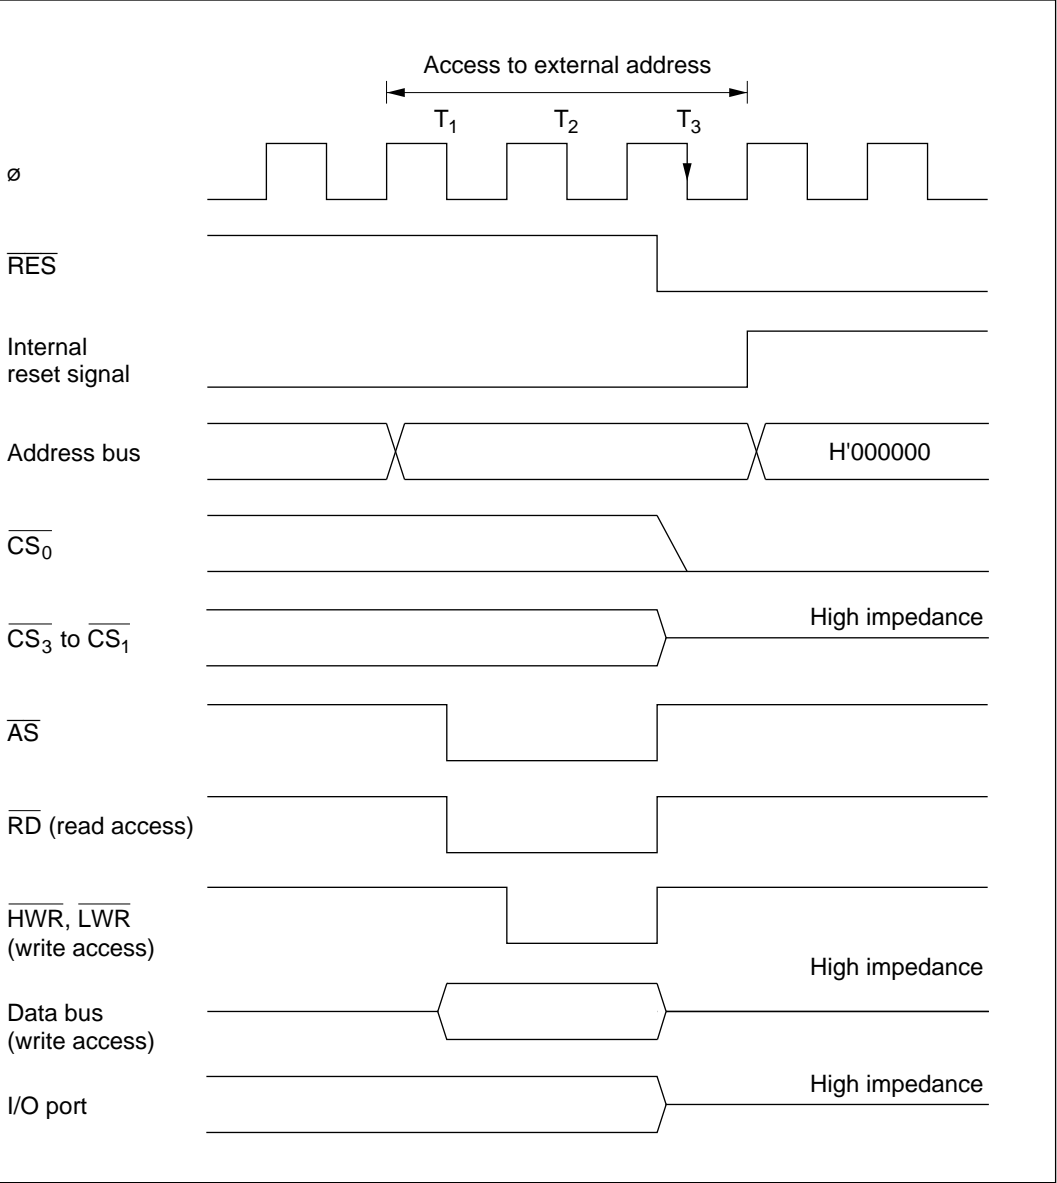 Access to external address
T1 T2 T3
ø
RES
Internal
reset signal
Address bus
H'000000
CS0
CS3 to CS1
High impedance
AS
RD (read access)
HWR, LWR
(write access)
High impedance
Data bus
(write access)
High impedance
I/O port